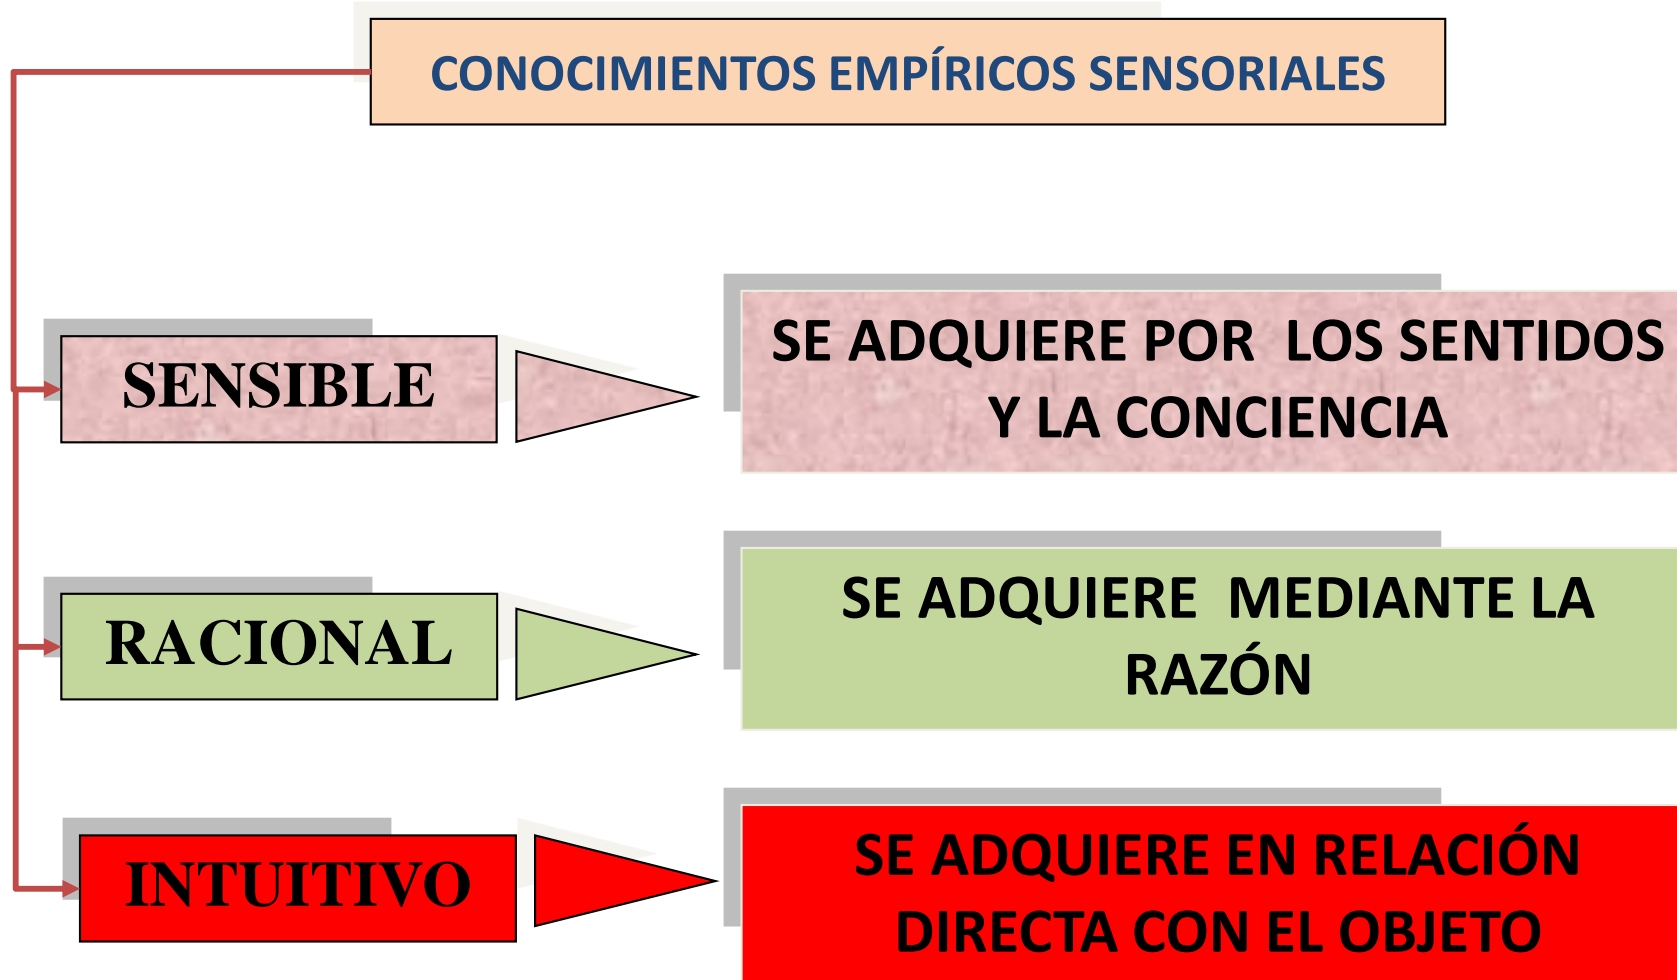 CONOCIMIENTOS EMPÍRICOS SENSORIALES
SENSIBLE
SE ADQUIERE POR LOS SENTIDOS
Y LA CONCIENCIA
RACIONAL
SE ADQUIERE MEDIANTE LA
RAZÓN
INTUITIVO
SE ADQUIERE EN RELACIÓN
DIRECTA CON EL OBJETO